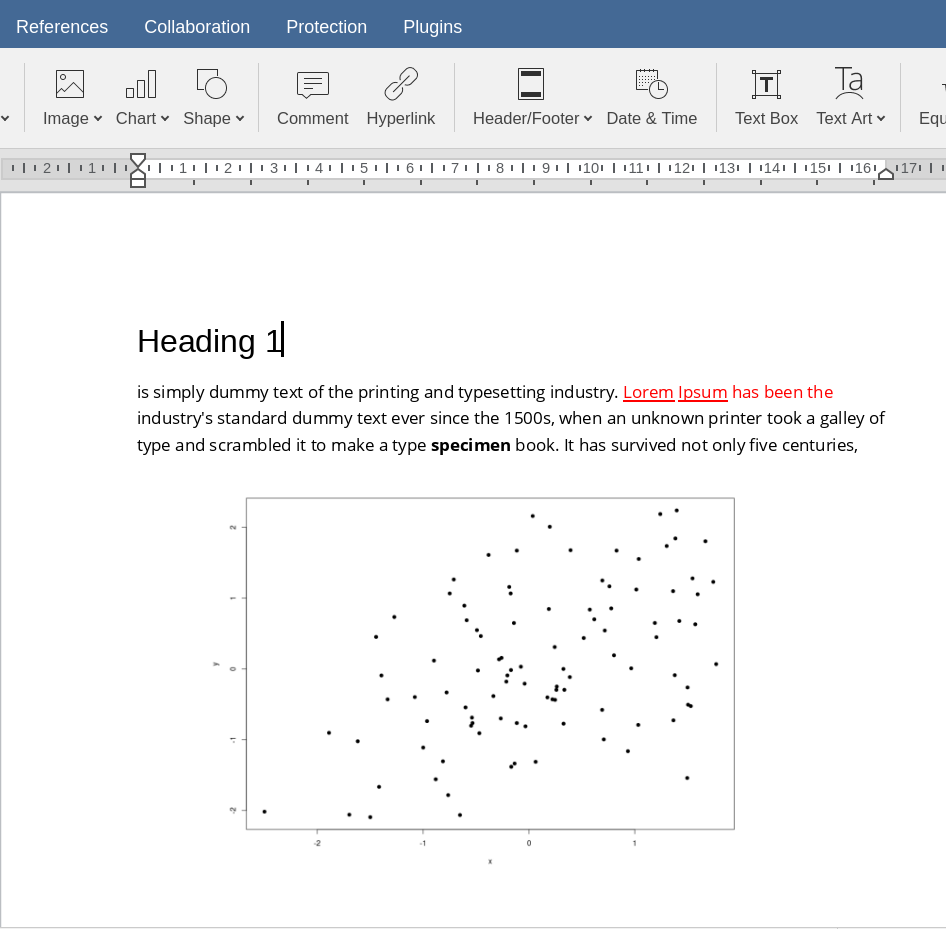 References Collaboration Protection Plugins
Image Chart Shape Comment Hyperlink Header/Footer Date & Time Text Box Text Art
2 1 1 2 3 4 5 6 7 8 9 10 11 12 13 14 15 16 17
Heading 1
is simply dummy text of the printing and typesetting industry. Lorem Ipsum has been the
industry's standard dummy text ever since the 1500s, when an unknown printer took a galley of
type and scrambled it to make a type specimen book. It has survived not only five centuries,
2
1
y
0
-1
-2
-2 -1 0 1
x